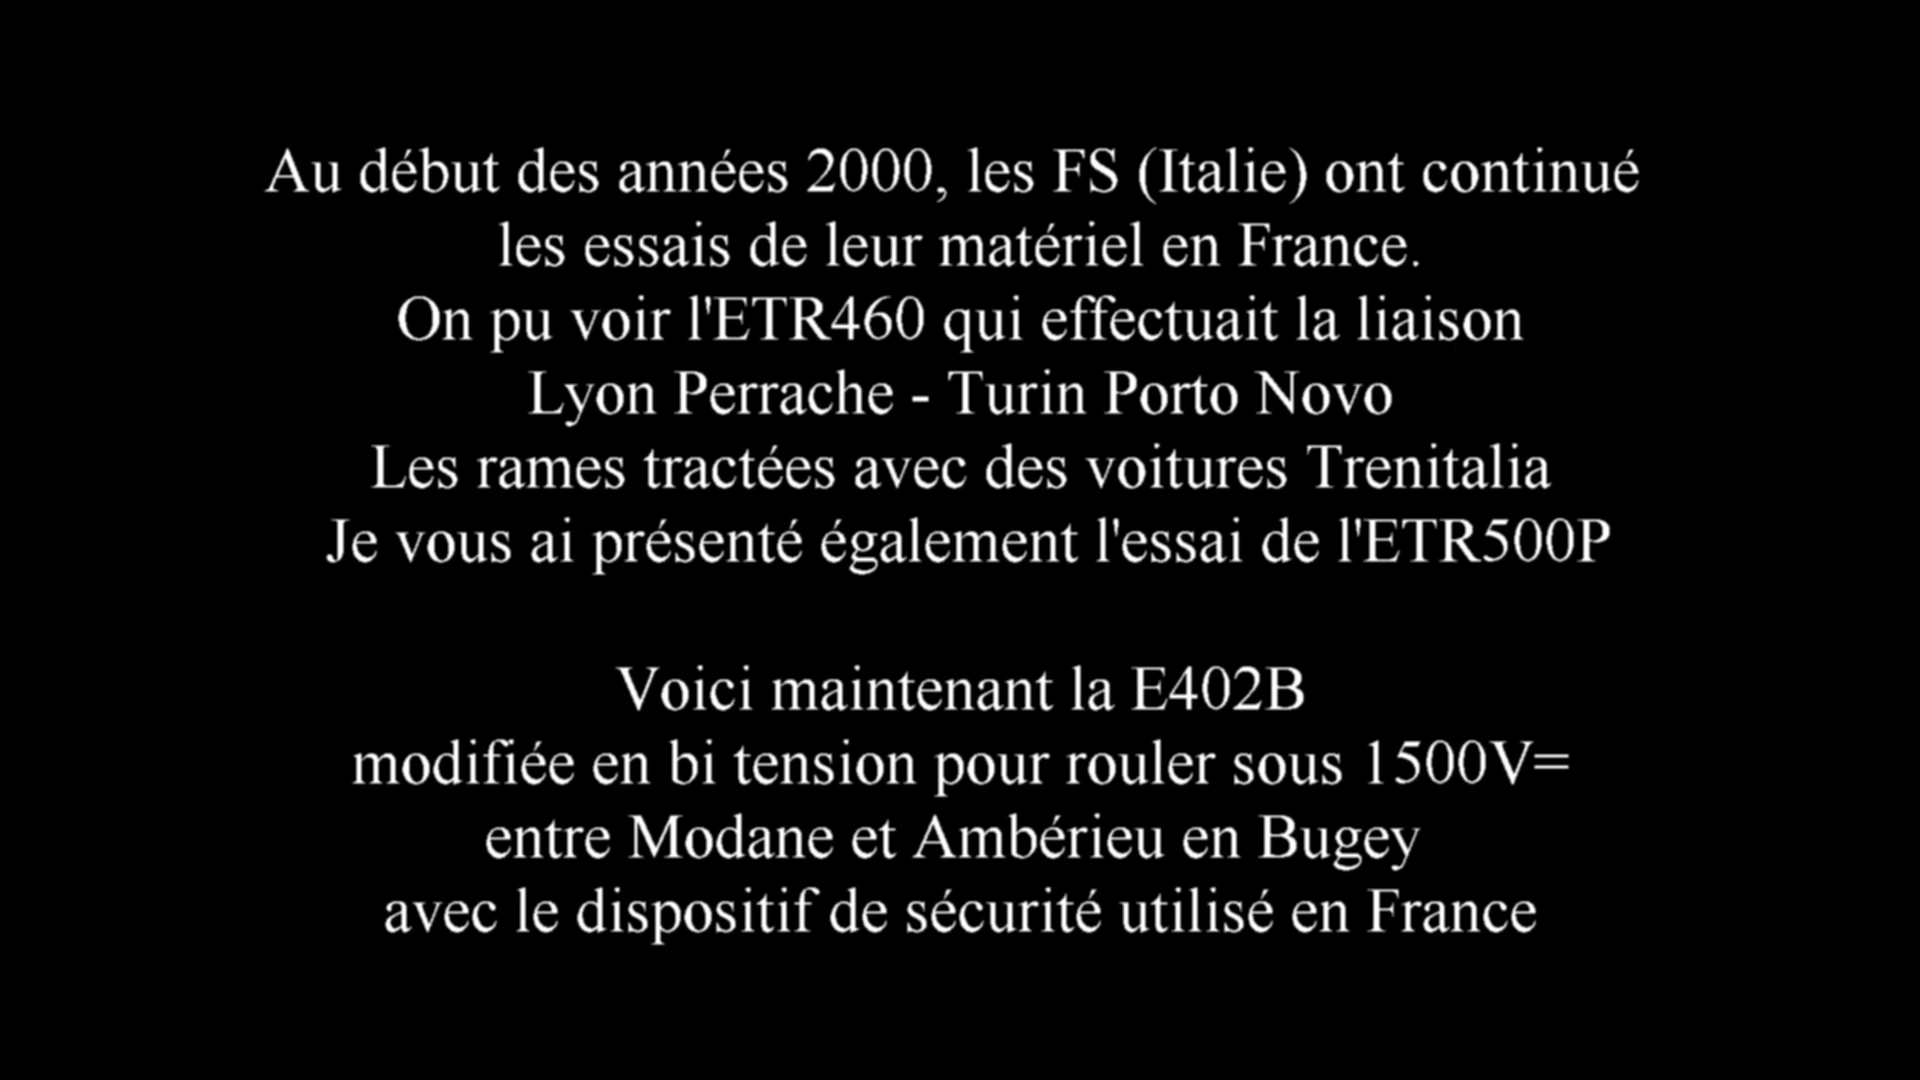 Au début des années 2000, les FS (Italie) ont continué
les essais de leur matériel en France.
On pu voir l'ETR460 qui effectuait la liaison
Lyon Perrache - Turin Porto Novo
Les rames tractées avec des voitures Trenitalia
Je vous ai présenté également l'essai de l'ETR500P
Voici maintenant la E402B
modifiée en bi tension pour rouler sous 1500V=
entre Modane et Ambérieu en Bugey
avec le dispositif de sécurité utilisé en France